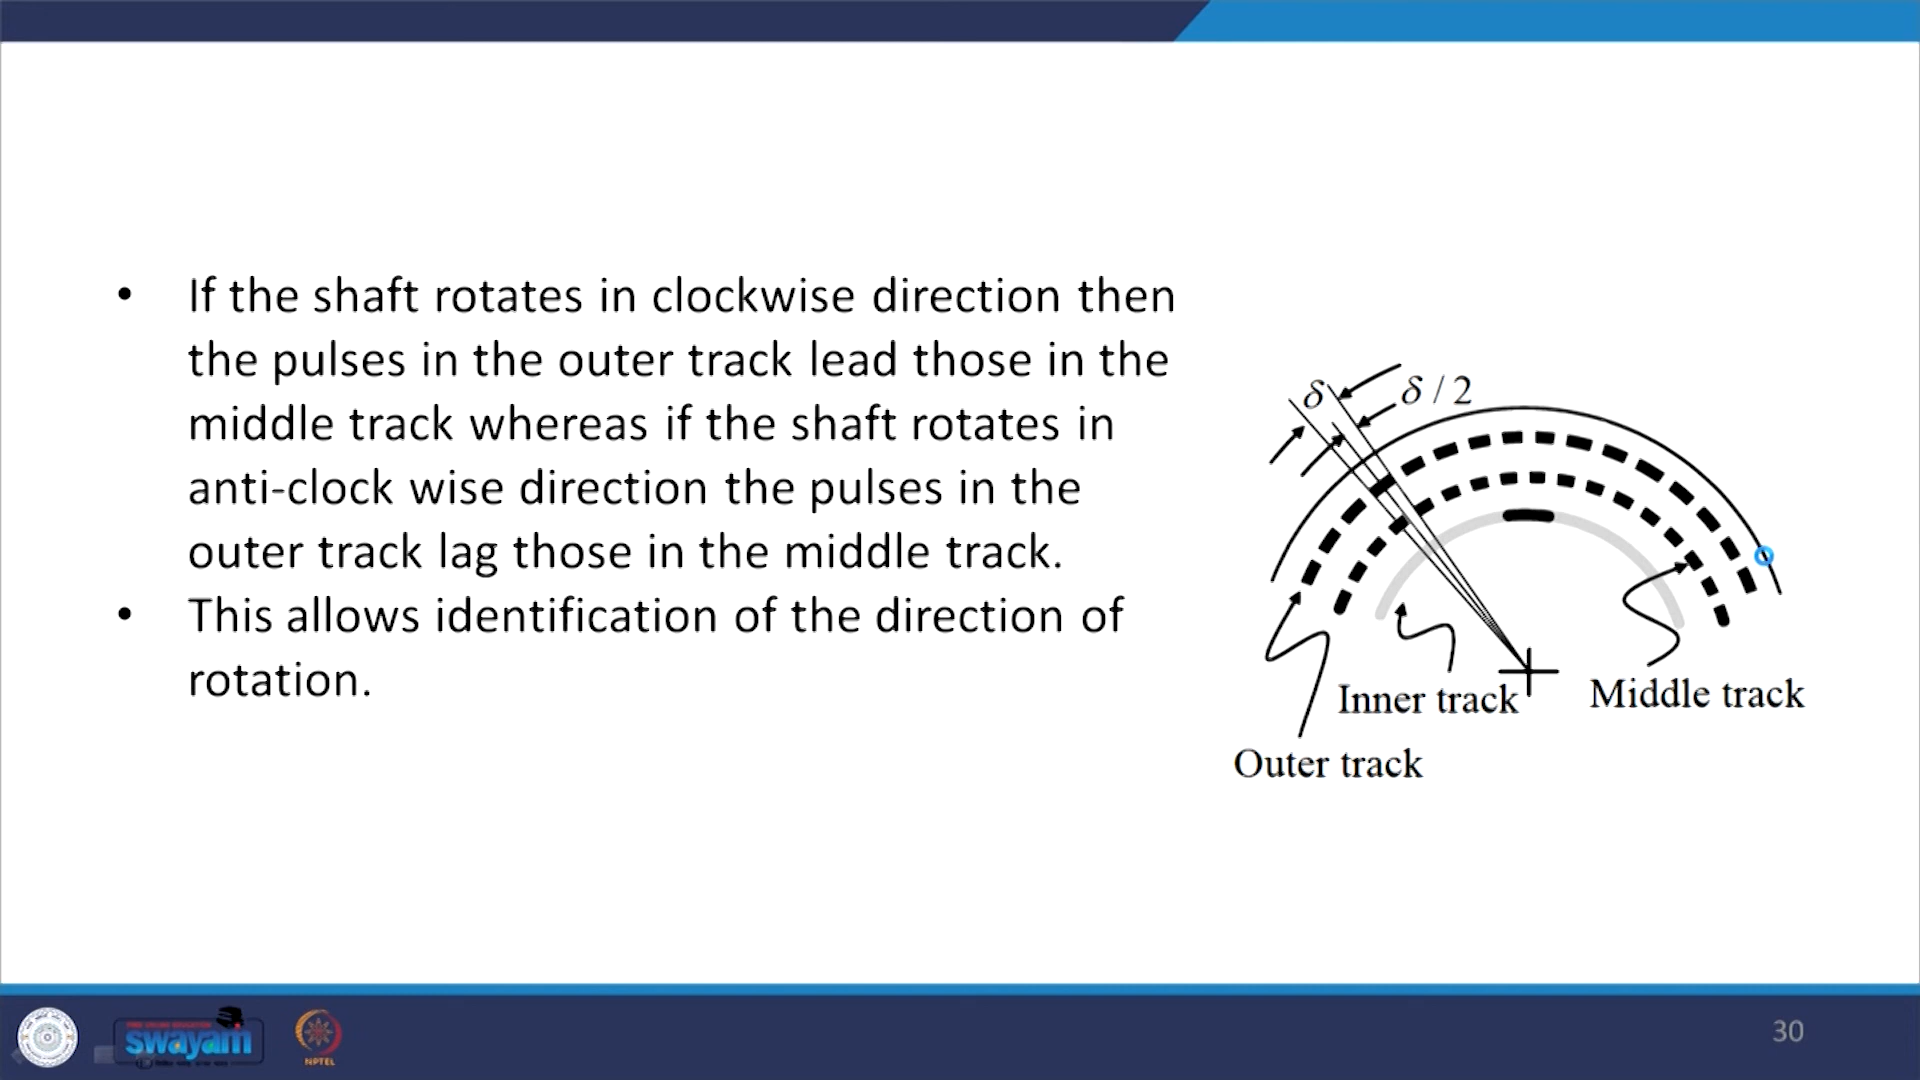 • If the shaft rotates in clockwise direction then
the pulses in the outer track lead those in the
middle track whereas if the shaft rotates in
anti-clock wise direction the pulses in the
outer track lag those in the middle track.
• This allows identification of the direction of
rotation.
δ
δ / 2
Inner track
Middle track
Outer track
swayam
NPTEL
30